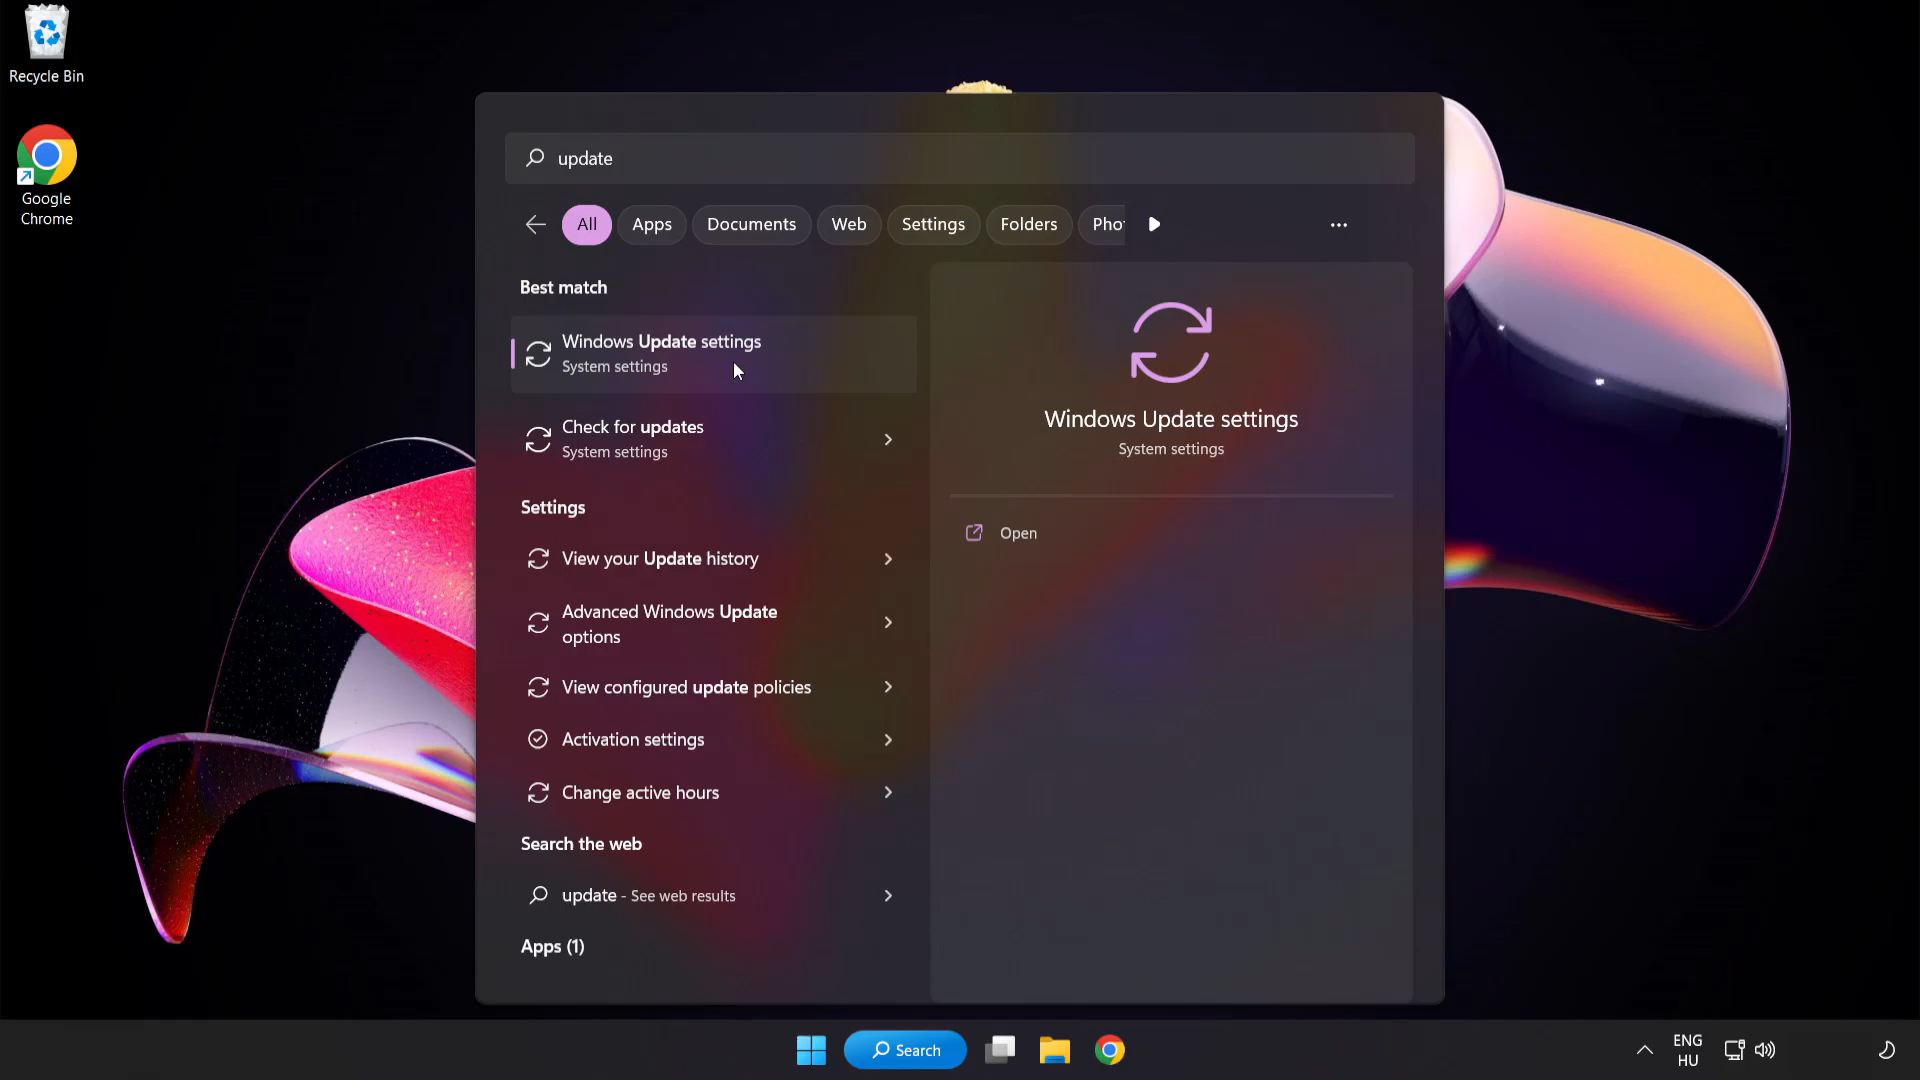 Recycle Bin
Google
Chrome
update
All
Apps
Documents
Web
Settings
Folders
Pho
Best match
Windows Update settings
System settings
Check for updates
System settings
Settings
View your Update history
Advanced Windows Update
options
View configured update policies
Activation settings
Change active hours
Search the web
update - See web results
Apps (1)
Windows Update settings
System settings
Open
Search
ENG
HU